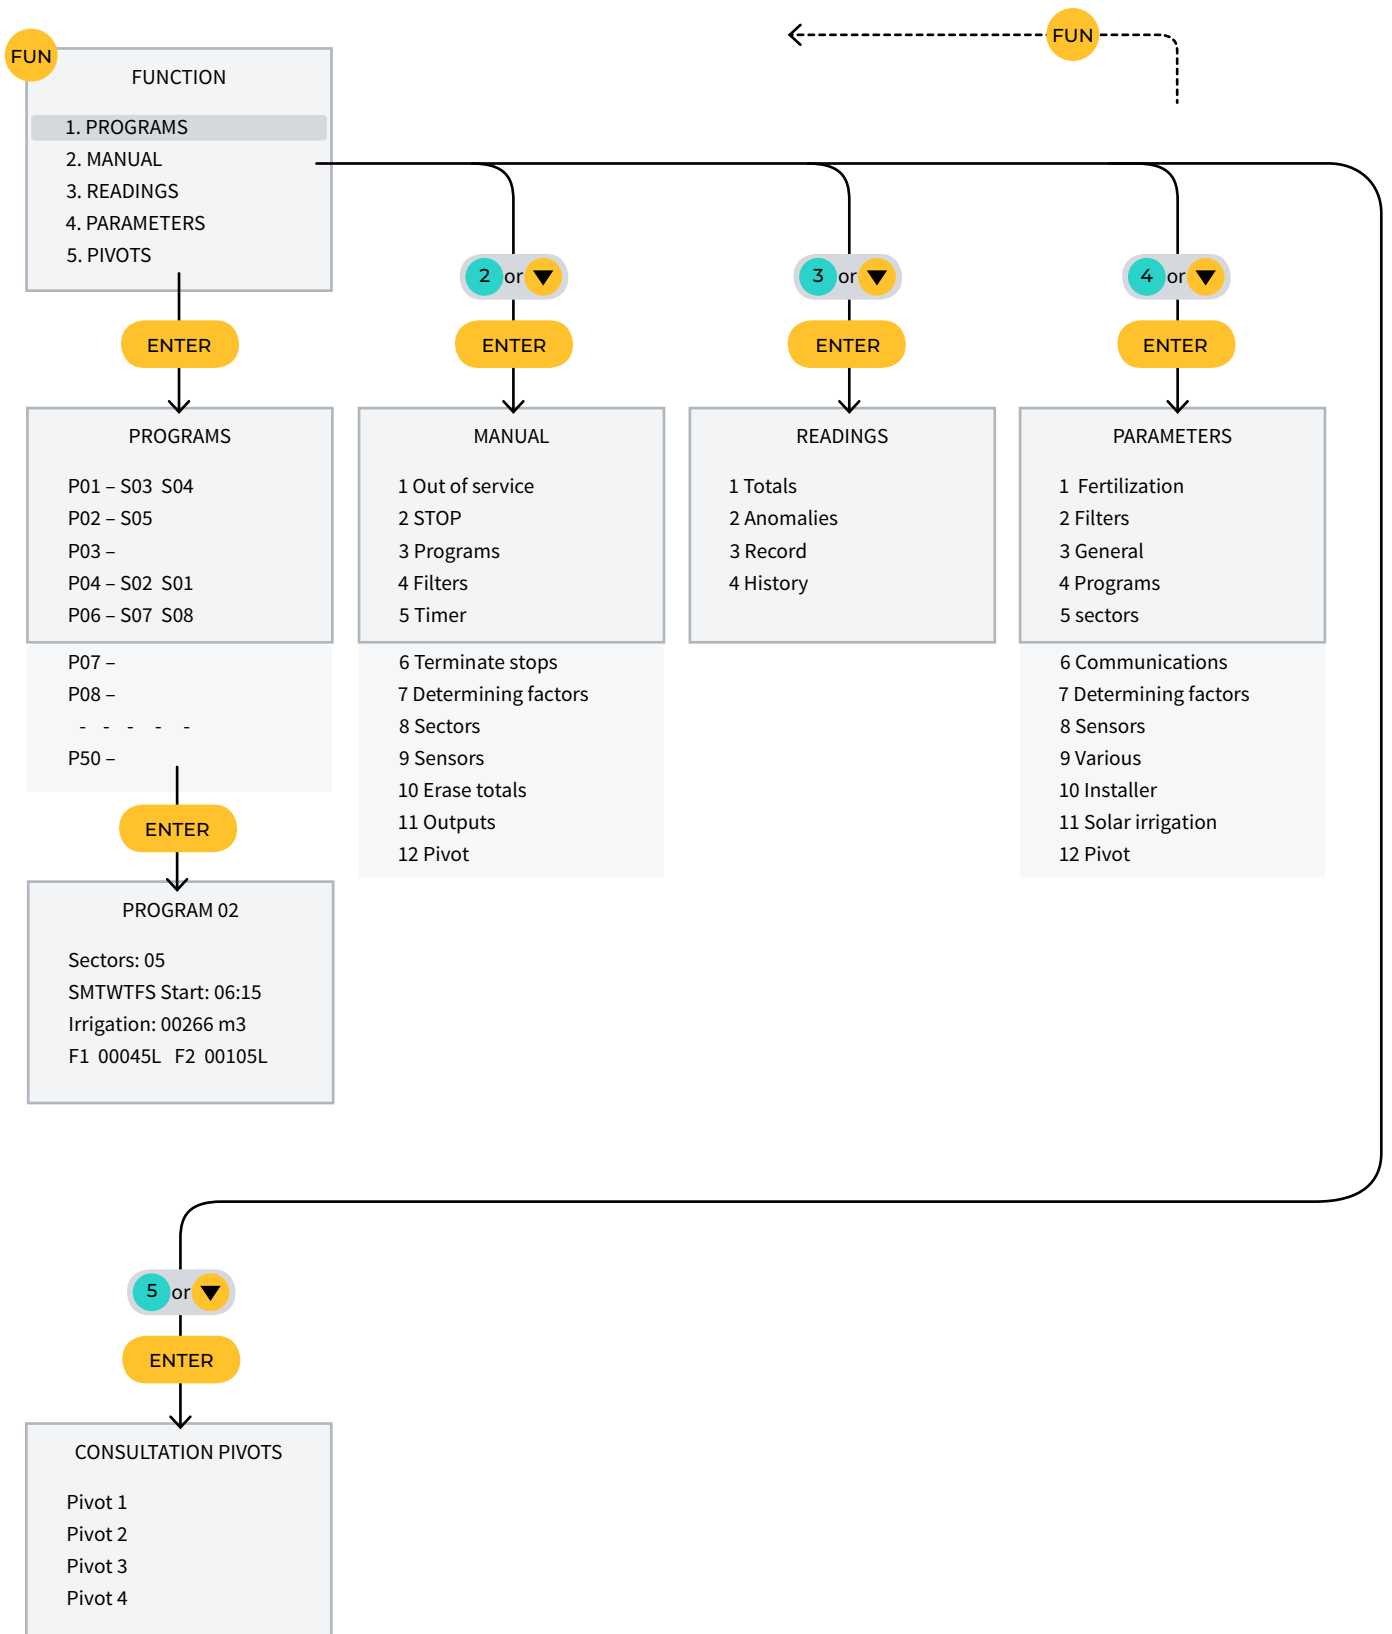 FUN
FUN
FUNCTION
1. PROGRAMS
2. MANUAL
3. READINGS
4. PARAMETERS
5. PIVOTS
2 or
3 or
4 or
ENTER
ENTER
ENTER
ENTER
PROGRAMS
P01 – S03 S04
P02 – S05
P03 –
P04 – S02 S01
P06 – S07 S08
P07 –
P08 –
- - - - -
P50 –
MANUAL
1 Out of service
2 STOP
3 Programs
4 Filters
5 Timer
6 Terminate stops
7 Determining factors
8 Sectors
9 Sensors
10 Erase totals
11 Outputs
12 Pivot
READINGS
1 Totals
2 Anomalies
3 Record
4 History
PARAMETERS
1 Fertilization
2 Filters
3 General
4 Programs
5 sectors
6 Communications
7 Determining factors
8 Sensors
9 Various
10 Installer
11 Solar irrigation
12 Pivot
ENTER
PROGRAM 02
Sectors: 05
SMTWTFS Start: 06:15
Irrigation: 00266 m3
F1 00045L F2 00105L
5 or
ENTER
CONSULTATION PIVOTS
Pivot 1
Pivot 2
Pivot 3
Pivot 4